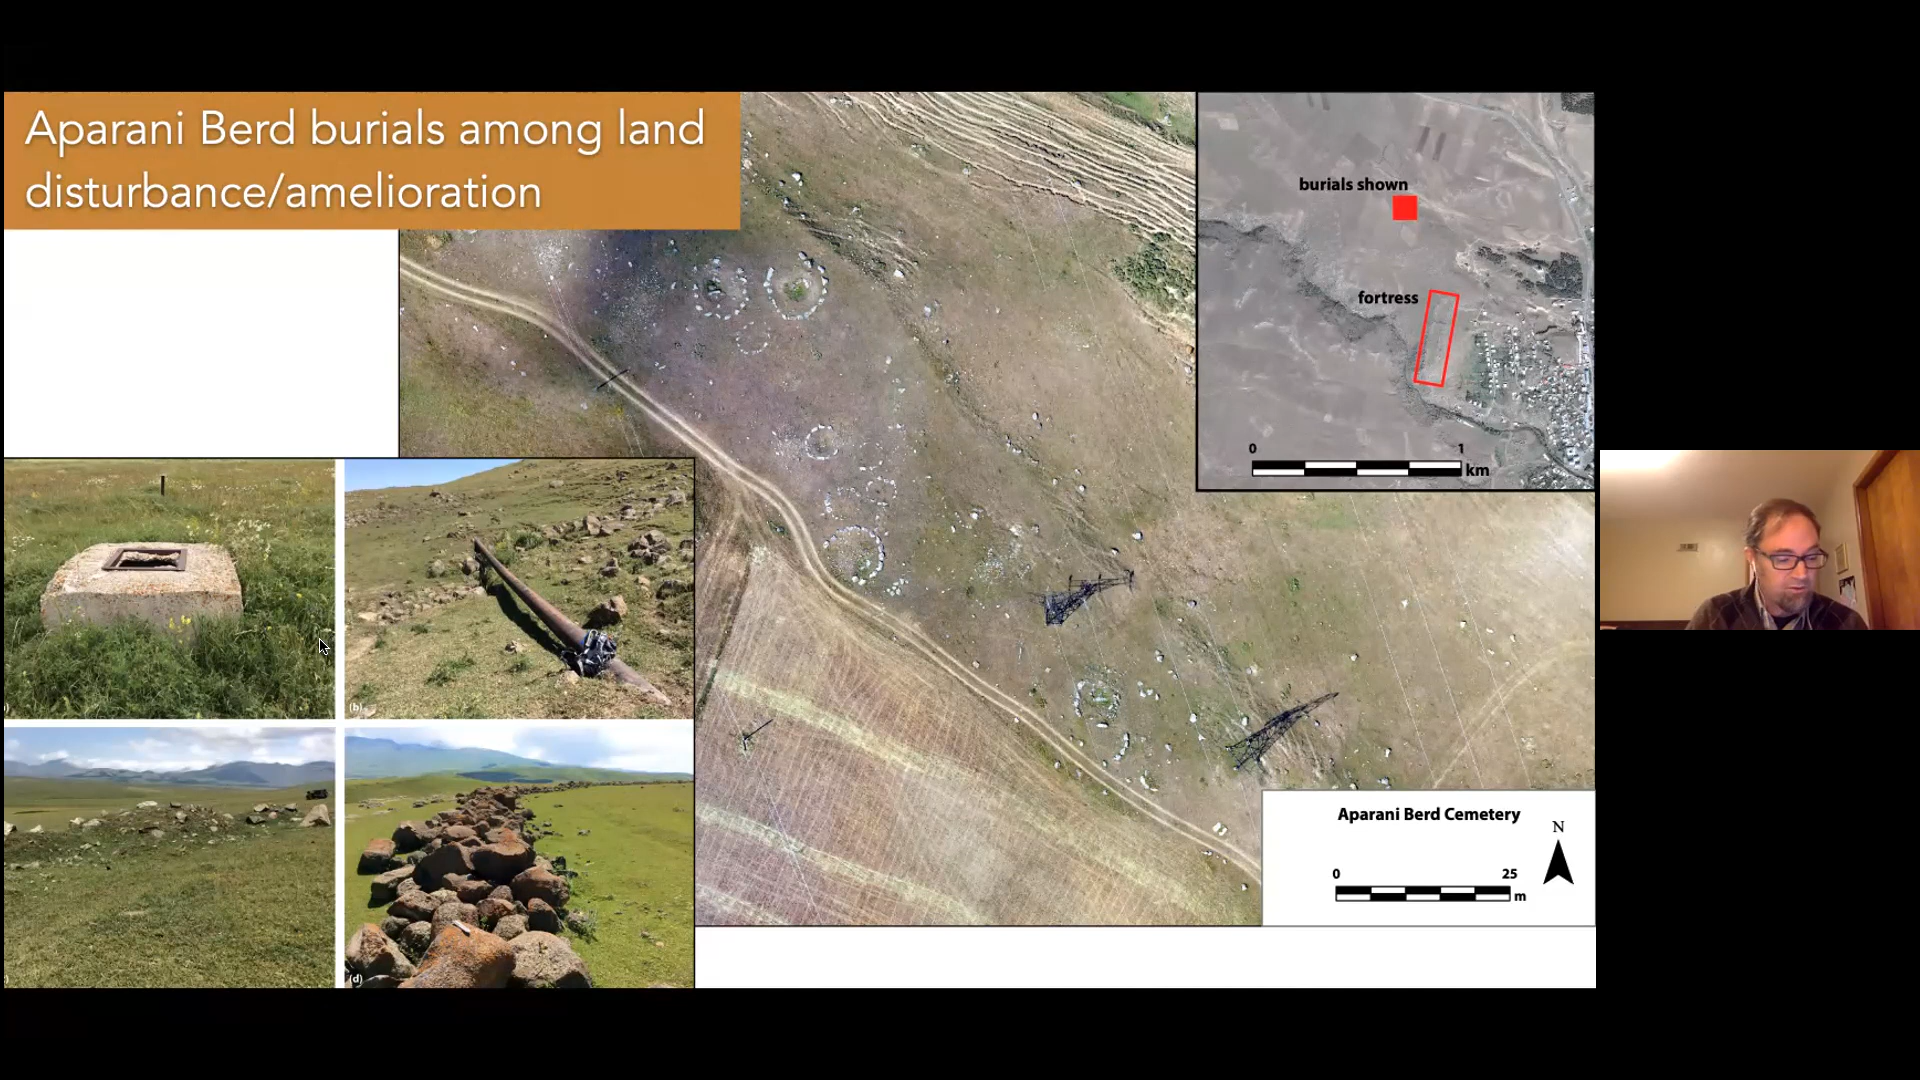 Aparani Berd burials among land
disturbance/amelioration
burials shown
fortress
0 1
km
(b)
(d)
Aparani Berd Cemetery
N
0 25
m